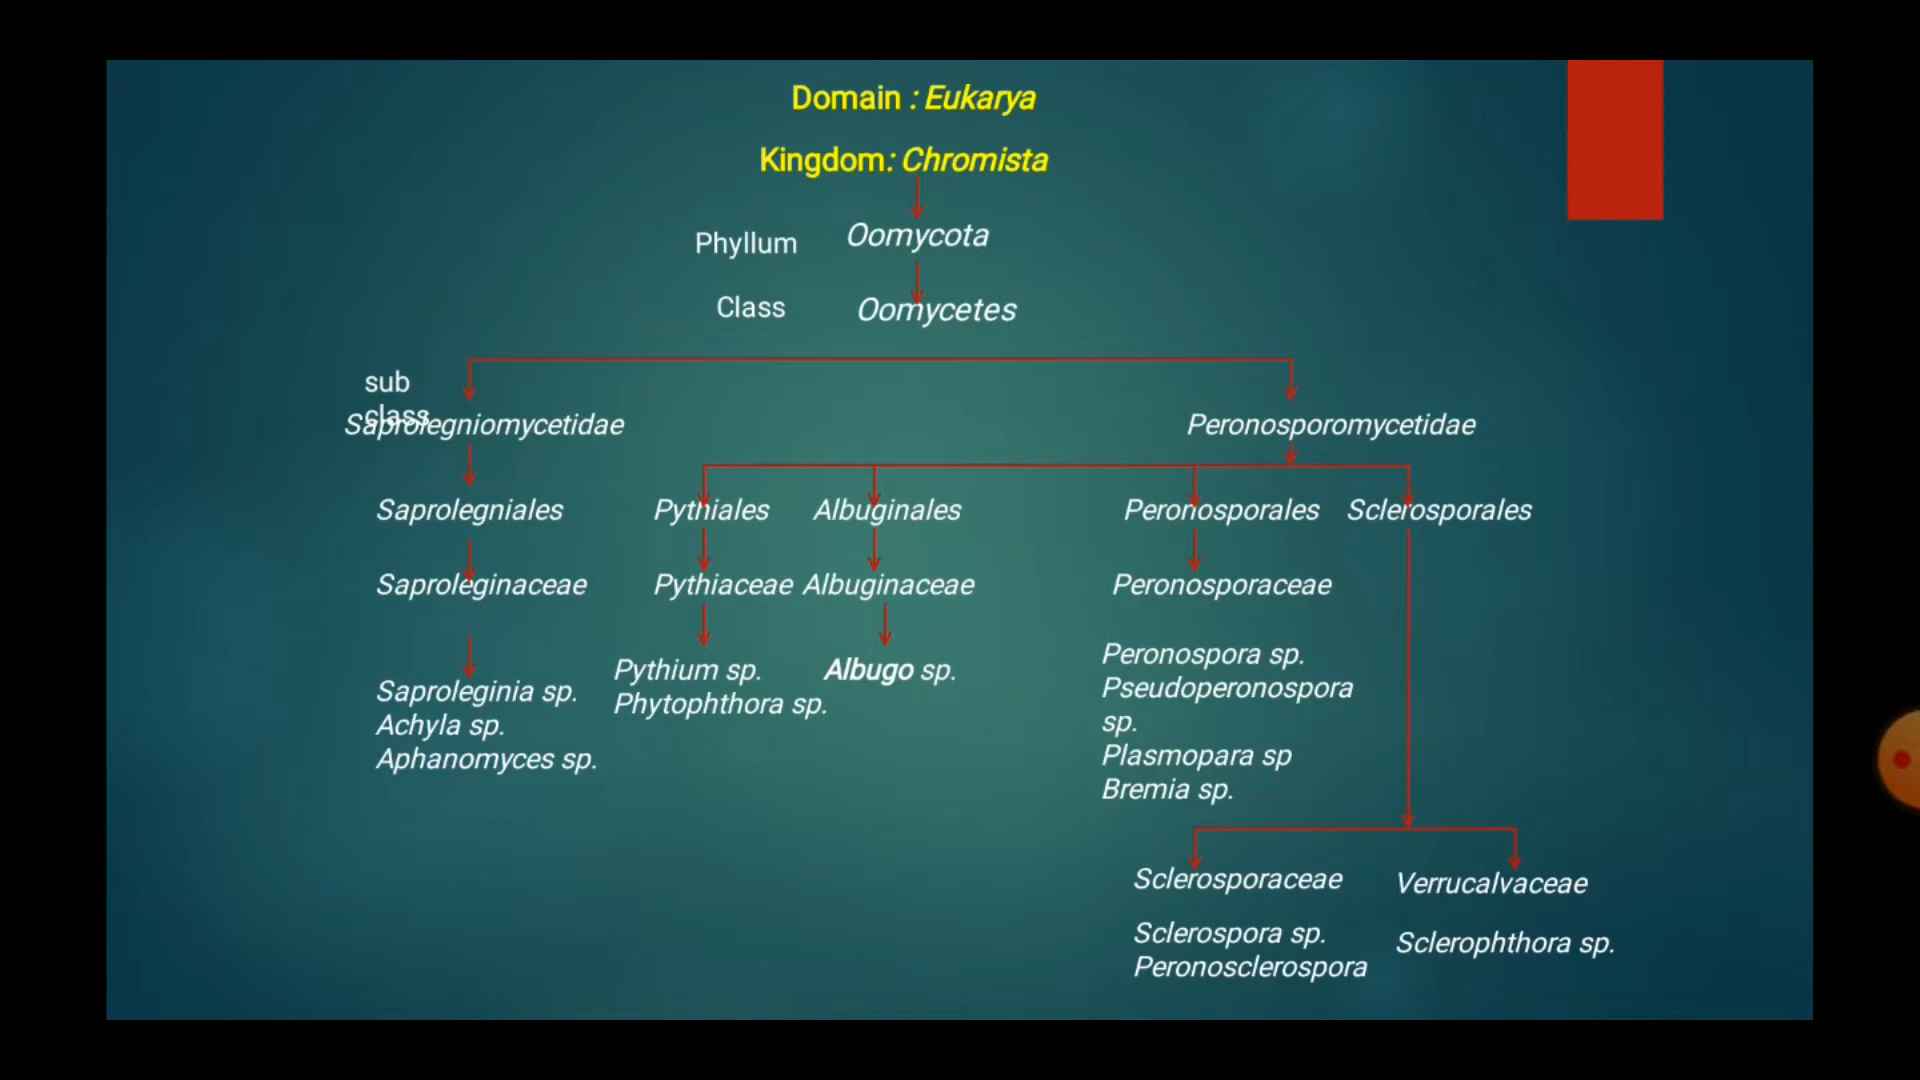 Domain : Eukarya
Kingdom: Chromista
Phyllum Oomycota
Class Oomycetes
sub
class
Saprolegniomycetidae Peronosporomycetidae
Saprolegniales Pythiales Albuginales Peronosporales Sclerosporales
Saproleginaceae Pythiaceae Albuginaceae Peronosporaceae
Saproleginia sp.
Achyla sp.
Aphanomyces sp.
Pythium sp.
Phytophthora sp.
Albugo sp.
Peronospora sp.
Pseudoperonospora
sp.
Plasmopara sp
Bremia sp.
Sclerosporaceae Verrucalvaceae
Sclerospora sp.
Peronosclerospora
Sclerophthora sp.